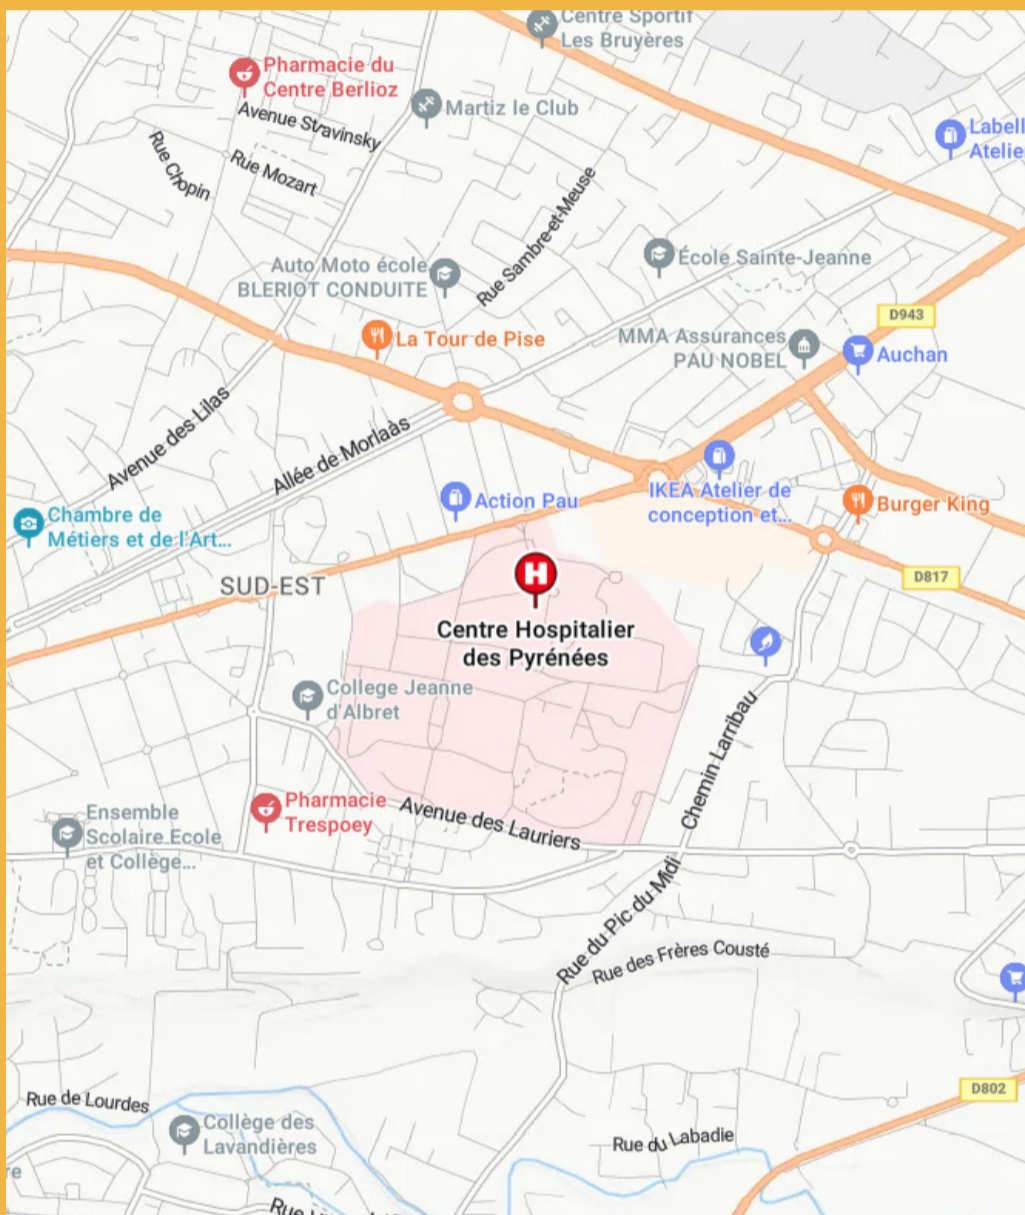 Centre Sportif
Les Bruyères
Pharmacie du
Centre Berlioz
Martiz le Club
Avenue Stravinsky
Labell
Atelie
Rue Chopin
Rue Mozart
Rue Sambre-et-Meuse
École Sainte-Jeanne
Auto Moto école
BLERIOT CONDUITE
D943
La Tour de Pise
MMA Assurances
PAU NOBEL
Auchan
Avenue des Lilas
Allée de Morlaàs
Action Pau
IKEA Atelier de
conception et...
Burger King
Chambre de
Métiers et de l'Art...
D817
SUD-EST
H
Centre Hospitalier
des Pyrénées
College Jeanne
d'Albret
Chemin Larribau
Pharmacie
Trespoey
Avenue des Lauriers
Ensemble
Scolaire Ecole
et Collège...
Rue du Pic du Midi
Rue des Frères Cousté
D802
Rue de Lourdes
Collège des
Lavandières
Rue du Labadie
re
Rue